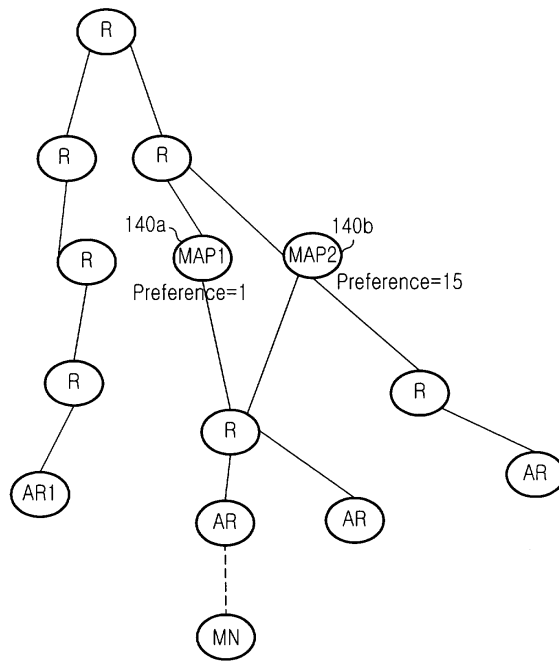 R
R
R
140a
140b
R
MAP1
MAP2
Preference=1
Preference=15
R
R
R
AR
AR1
AR
AR
MN